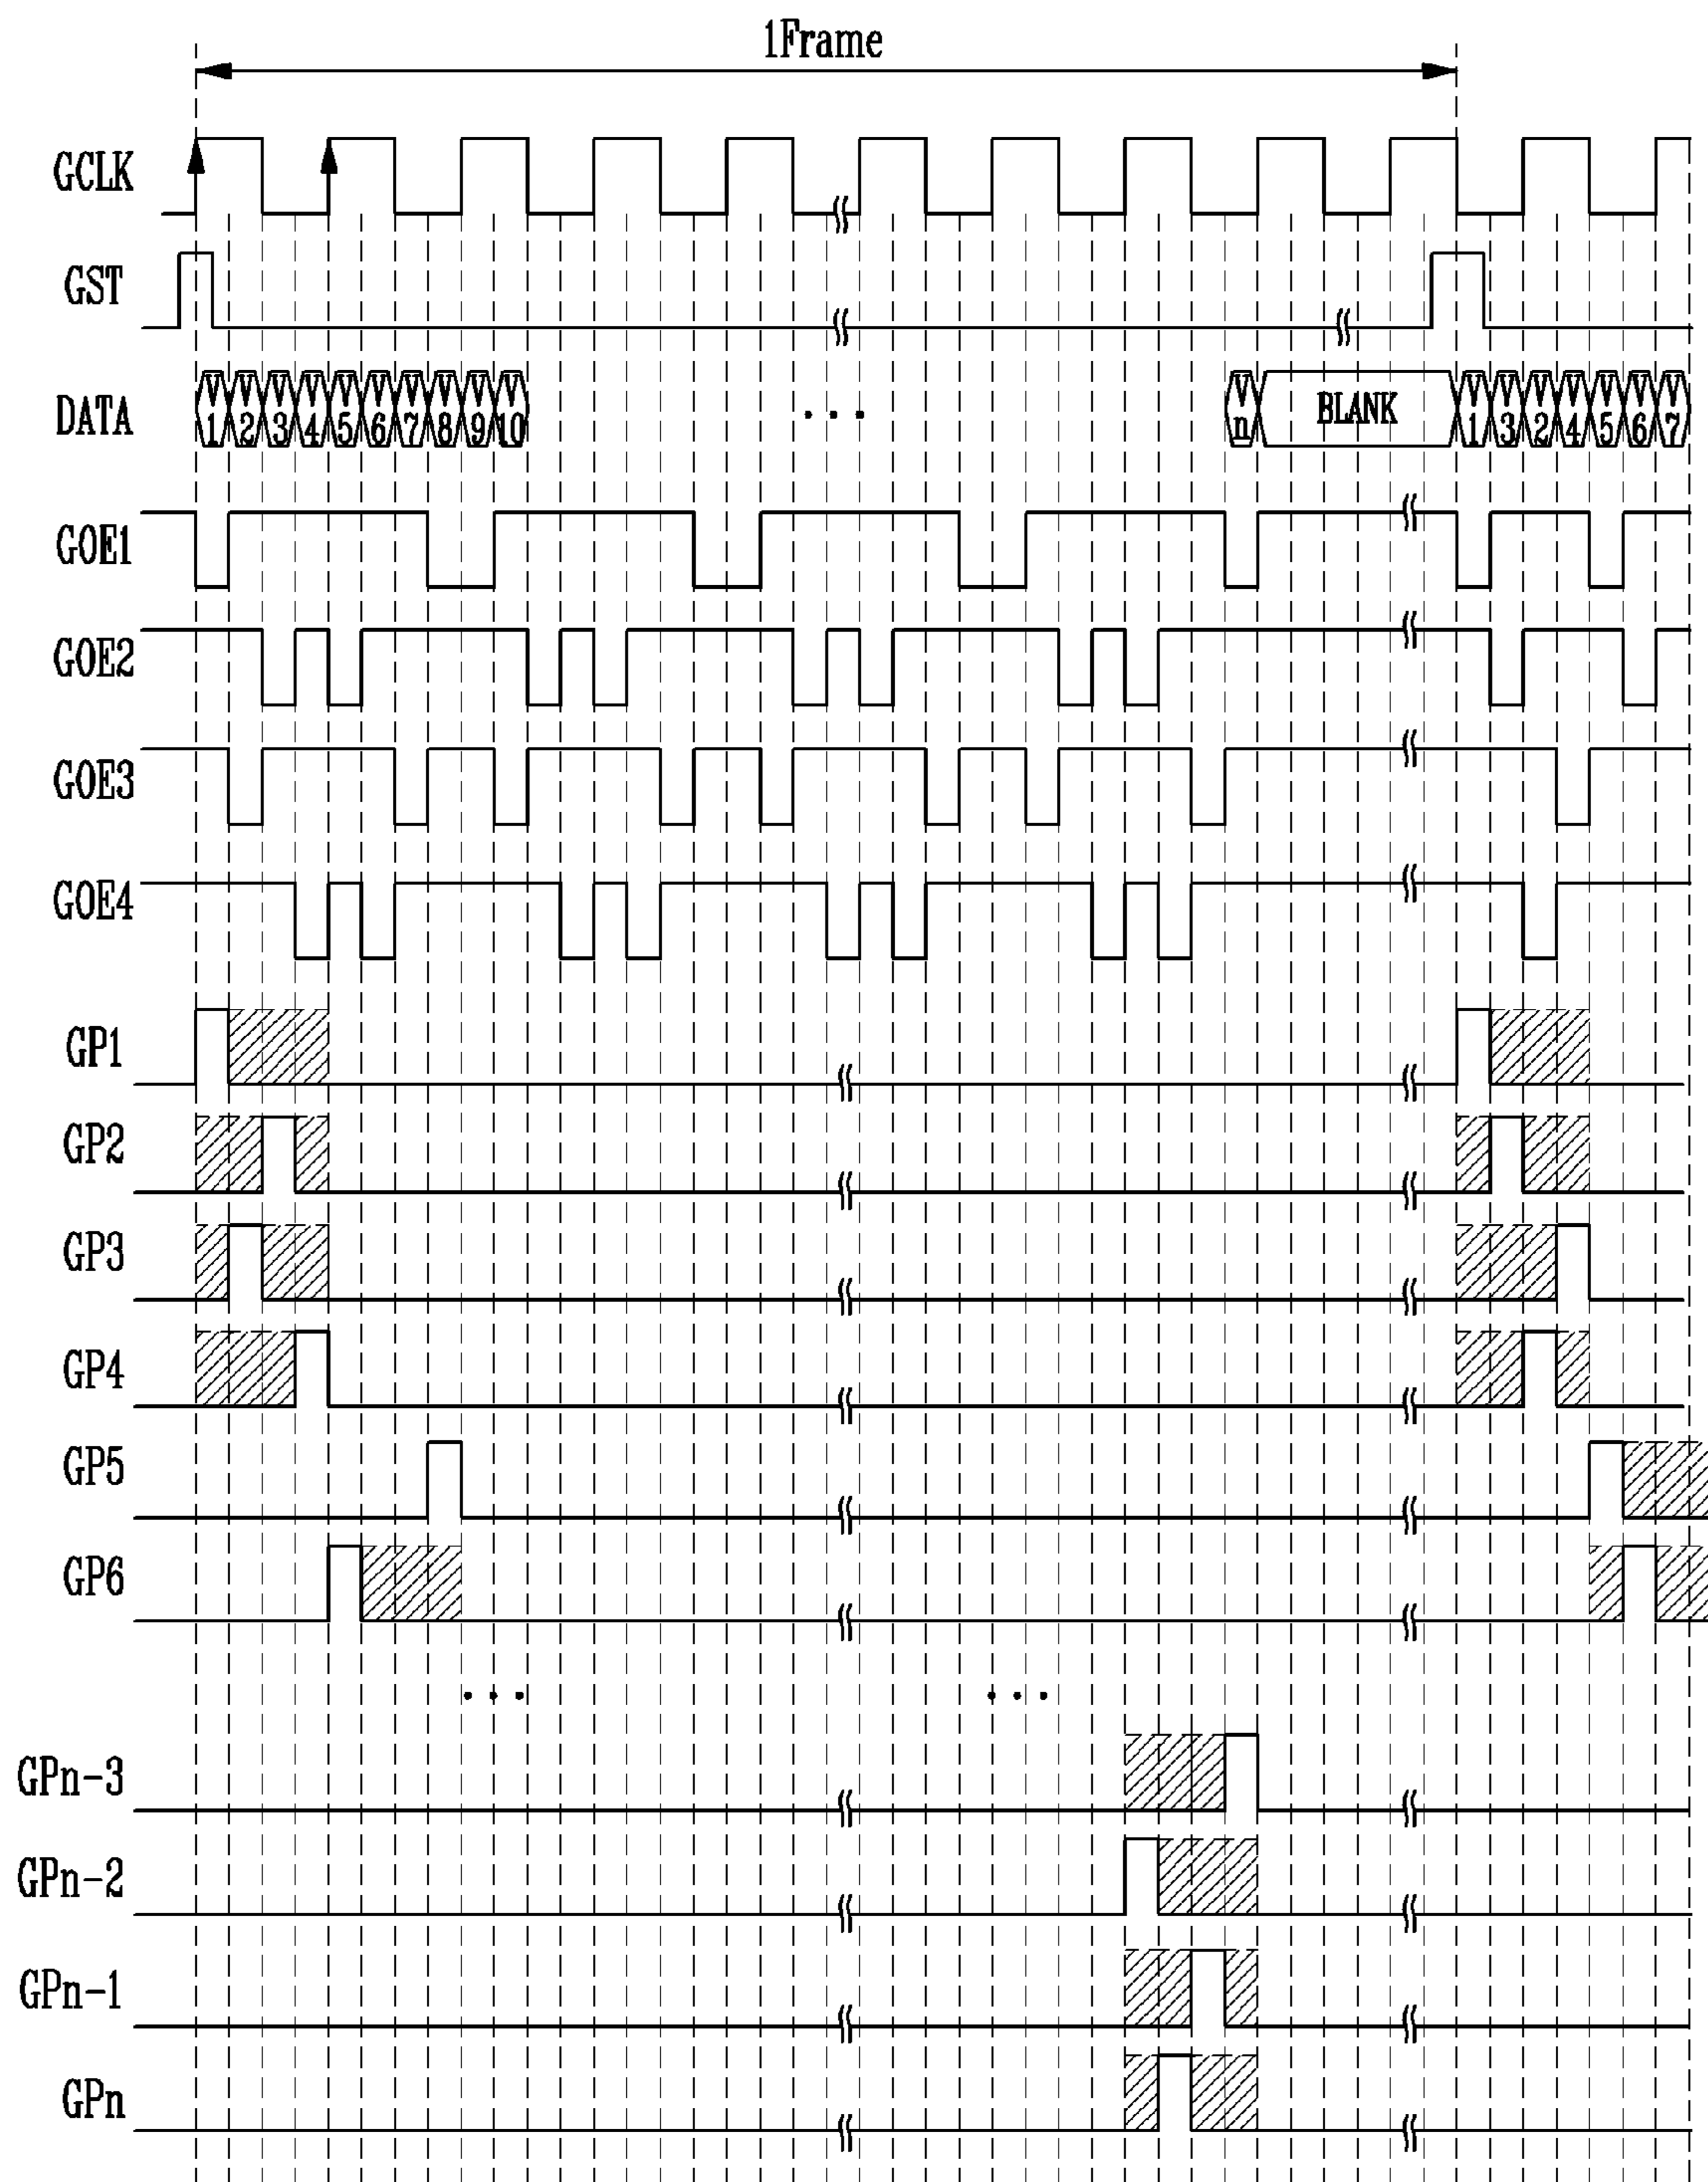 1Frame
GCLK
GST
DATA
V1 V2 V3 V4 V5 V6 V7 V8 V9 V10 ... Vn BLANK V1 V3 V2 V4 V5 V6 V7
GOE1
GOE2
GOE3
GOE4
GP1
GP2
GP3
GP4
GP5
GP6
... ...
GPn-3
GPn-2
GPn-1
GPn